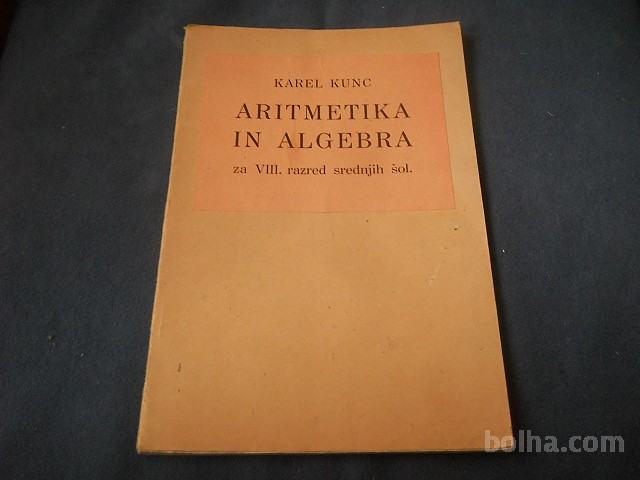 KAREL KUNC
ARITMETIKA
IN ALGEBRA
za VIII. razred srednjih šol.
bolha.com